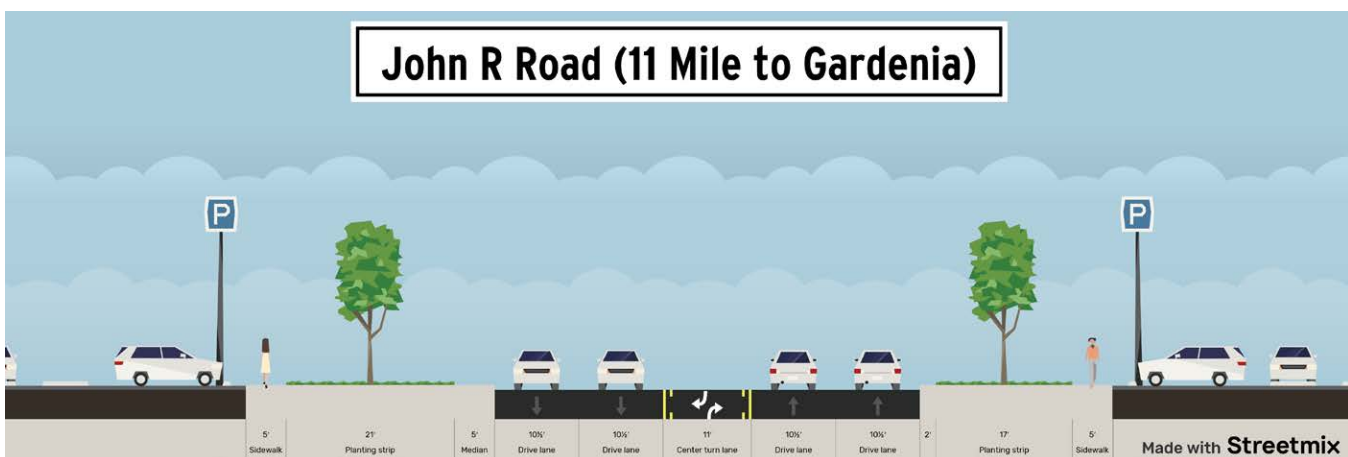 John R Road (11 Mile to Gardenia)
P
P
5' 21' 5' 10½' 10½' 11' 10½' 10½' 2' 17' 5'
Sidewalk Planting strip Median Drive lane Drive lane Center turn lane Drive lane Drive lane Planting strip Sidewalk
Made with Streetmix